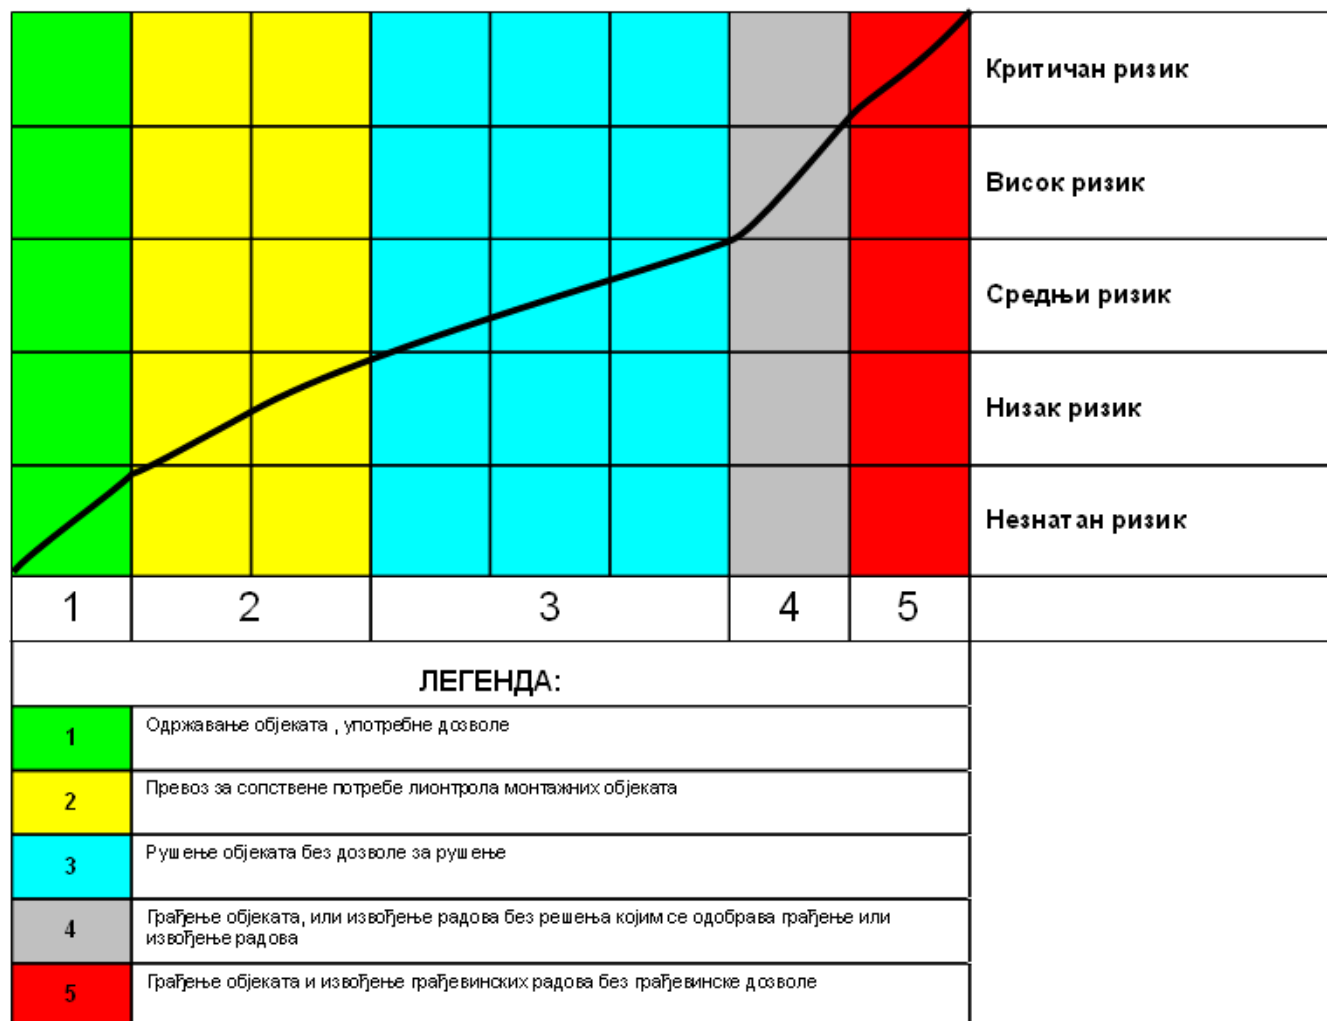 Критичан ризик
Висок ризик
Средњи ризик
Низак ризик
Незнатан ризик
1 2 3 4 5
ЛЕГЕНДА:
1 Одржавање објеката , употребне дозволе
2 Превоз за сопствене потребе лионтрола монтажних објеката
3 Рушење објеката без дозволе за рушење
4 Грађење објеката, или извођење радова без решења којим се одобрава грађење или
извођење радова
5 Грађење објеката и извођење грађевинских радова без грађевинске дозволе